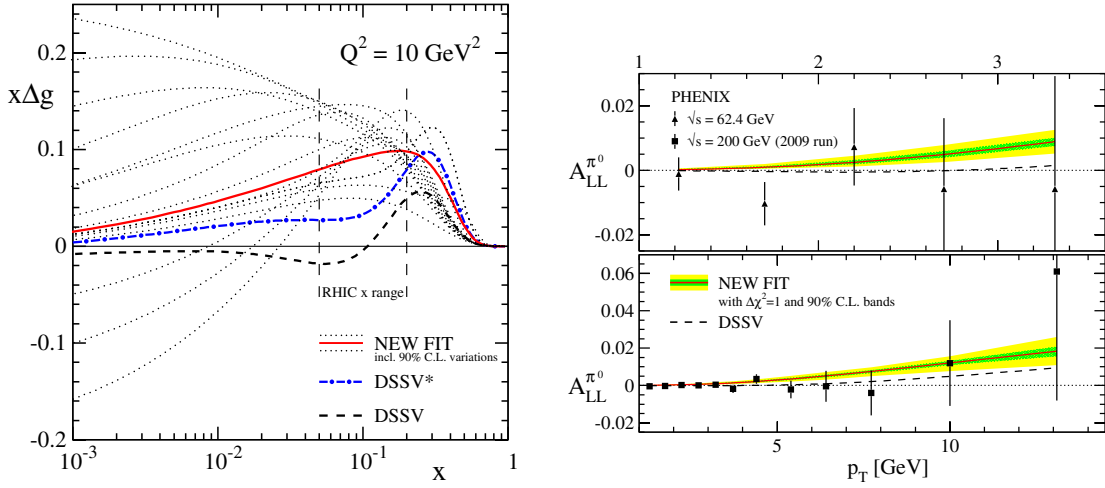 0.2
0.1
0
-0.1
-0.2
xΔg
Q² = 10 GeV²
RHIC x range
NEW FIT
incl. 90% C.L. variations
DSSV*
DSSV
10⁻³
10⁻²
10⁻¹
1
x
1
2
3
0.02
0
-0.02
A_LL^π⁰
PHENIX
√s = 62.4 GeV
√s = 200 GeV (2009 run)
0.06
0.04
0.02
0
-0.02
A_LL^π⁰
NEW FIT
with Δχ²=1 and 90% C.L. bands
DSSV
5
10
p_T [GeV]